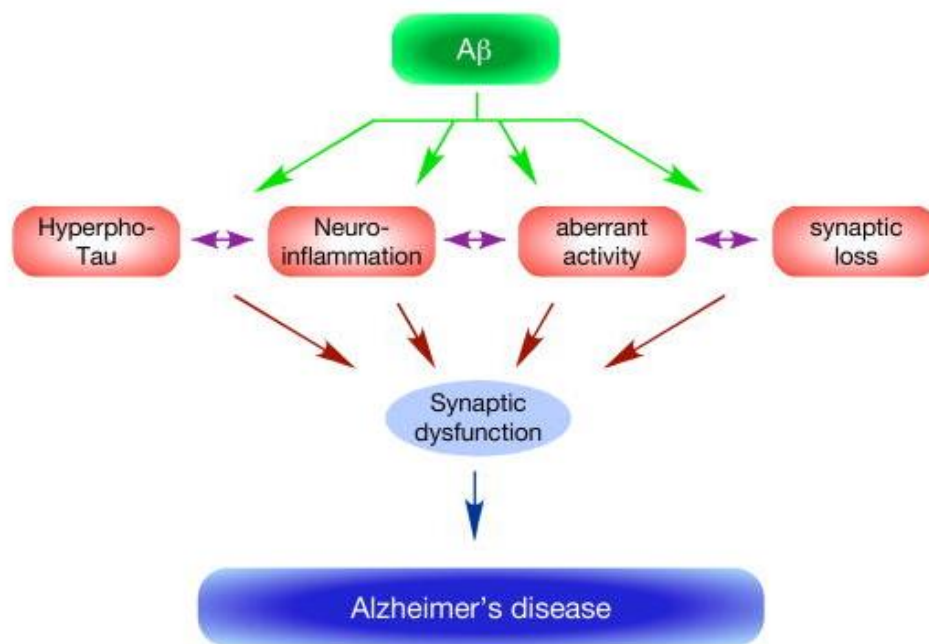 Aβ
Hyperpho-
Tau
Neuro-
inflammation
aberrant
activity
synaptic
loss
Synaptic
dysfunction
Alzheimer’s disease